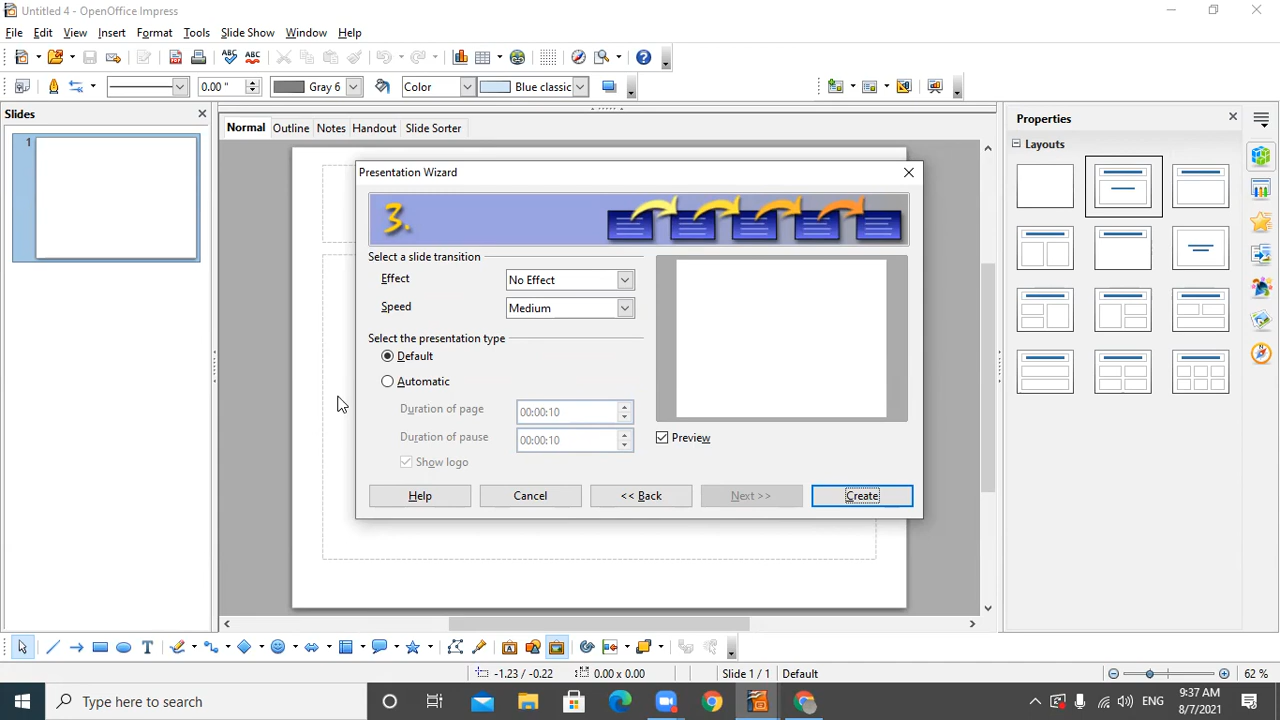 Untitled 4 - OpenOffice Impress
File Edit View Insert Format Tools Slide Show Window Help
0.00 " Gray 6 Color Blue classic
Slides
1
Normal Outline Notes Handout Slide Sorter
Properties
Layouts
Presentation Wizard
3.
Select a slide transition
Effect No Effect
Speed Medium
Select the presentation type
Default
Automatic
Duration of page 00:00:10
Duration of pause 00:00:10
Show logo
Preview
Help Cancel << Back Next >> Create
-1.23 / -0.22 0.00 x 0.00 Slide 1 / 1 Default 62 %
Type here to search
ENG
9:37 AM
8/7/2021